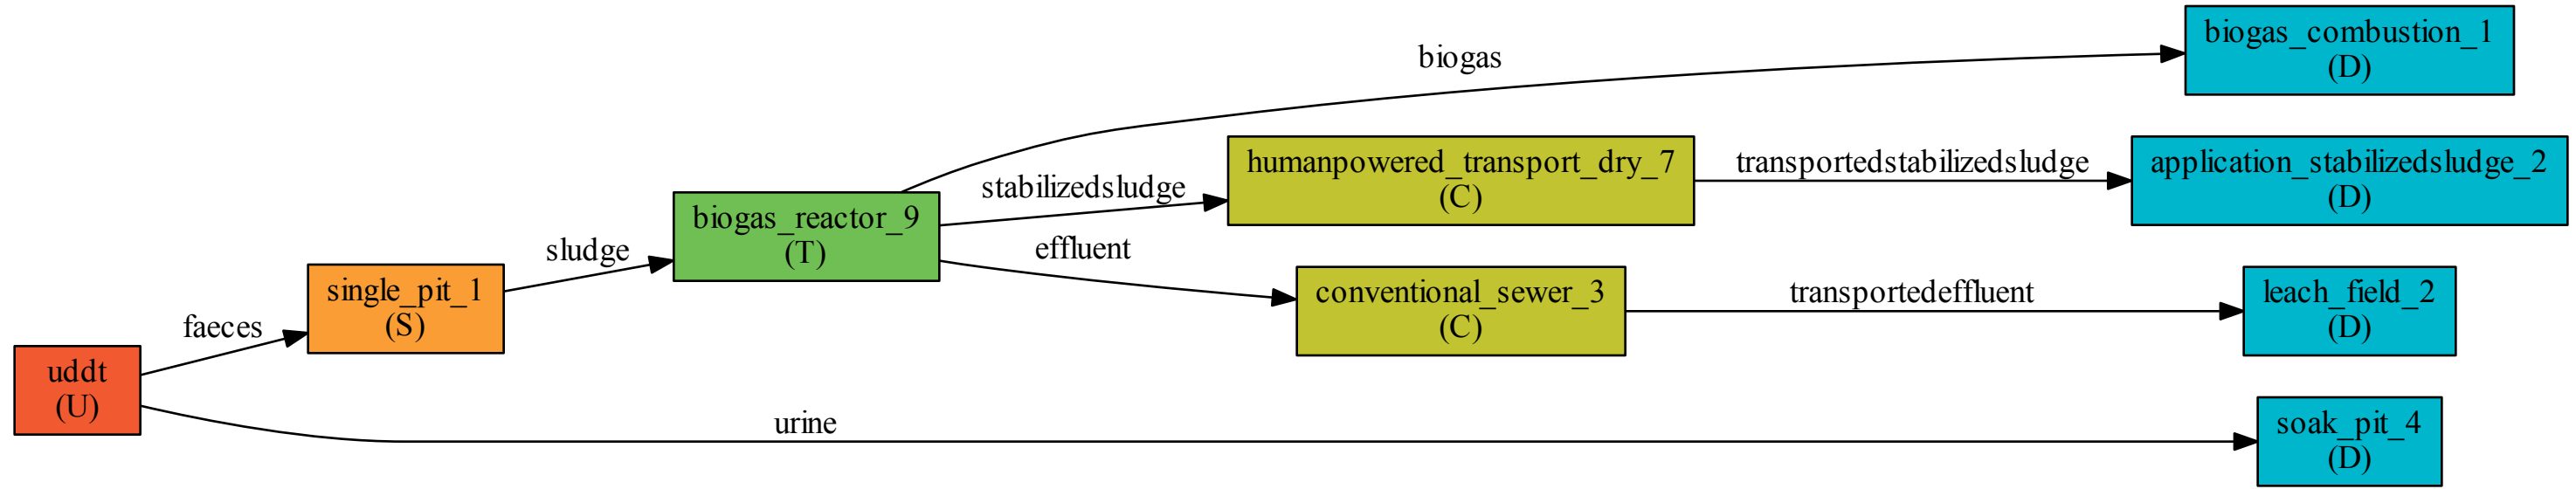 biogas_combustion_1
(D)
biogas
humanpowered_transport_dry_7
(C)
transportedstabilizedsludge
application_stabilizedsludge_2
(D)
stabilizedsludge
biogas_reactor_9
(T)
effluent
sludge
single_pit_1
(S)
conventional_sewer_3
(C)
transportedeffluent
leach_field_2
(D)
faeces
uddt
(U)
urine
soak_pit_4
(D)